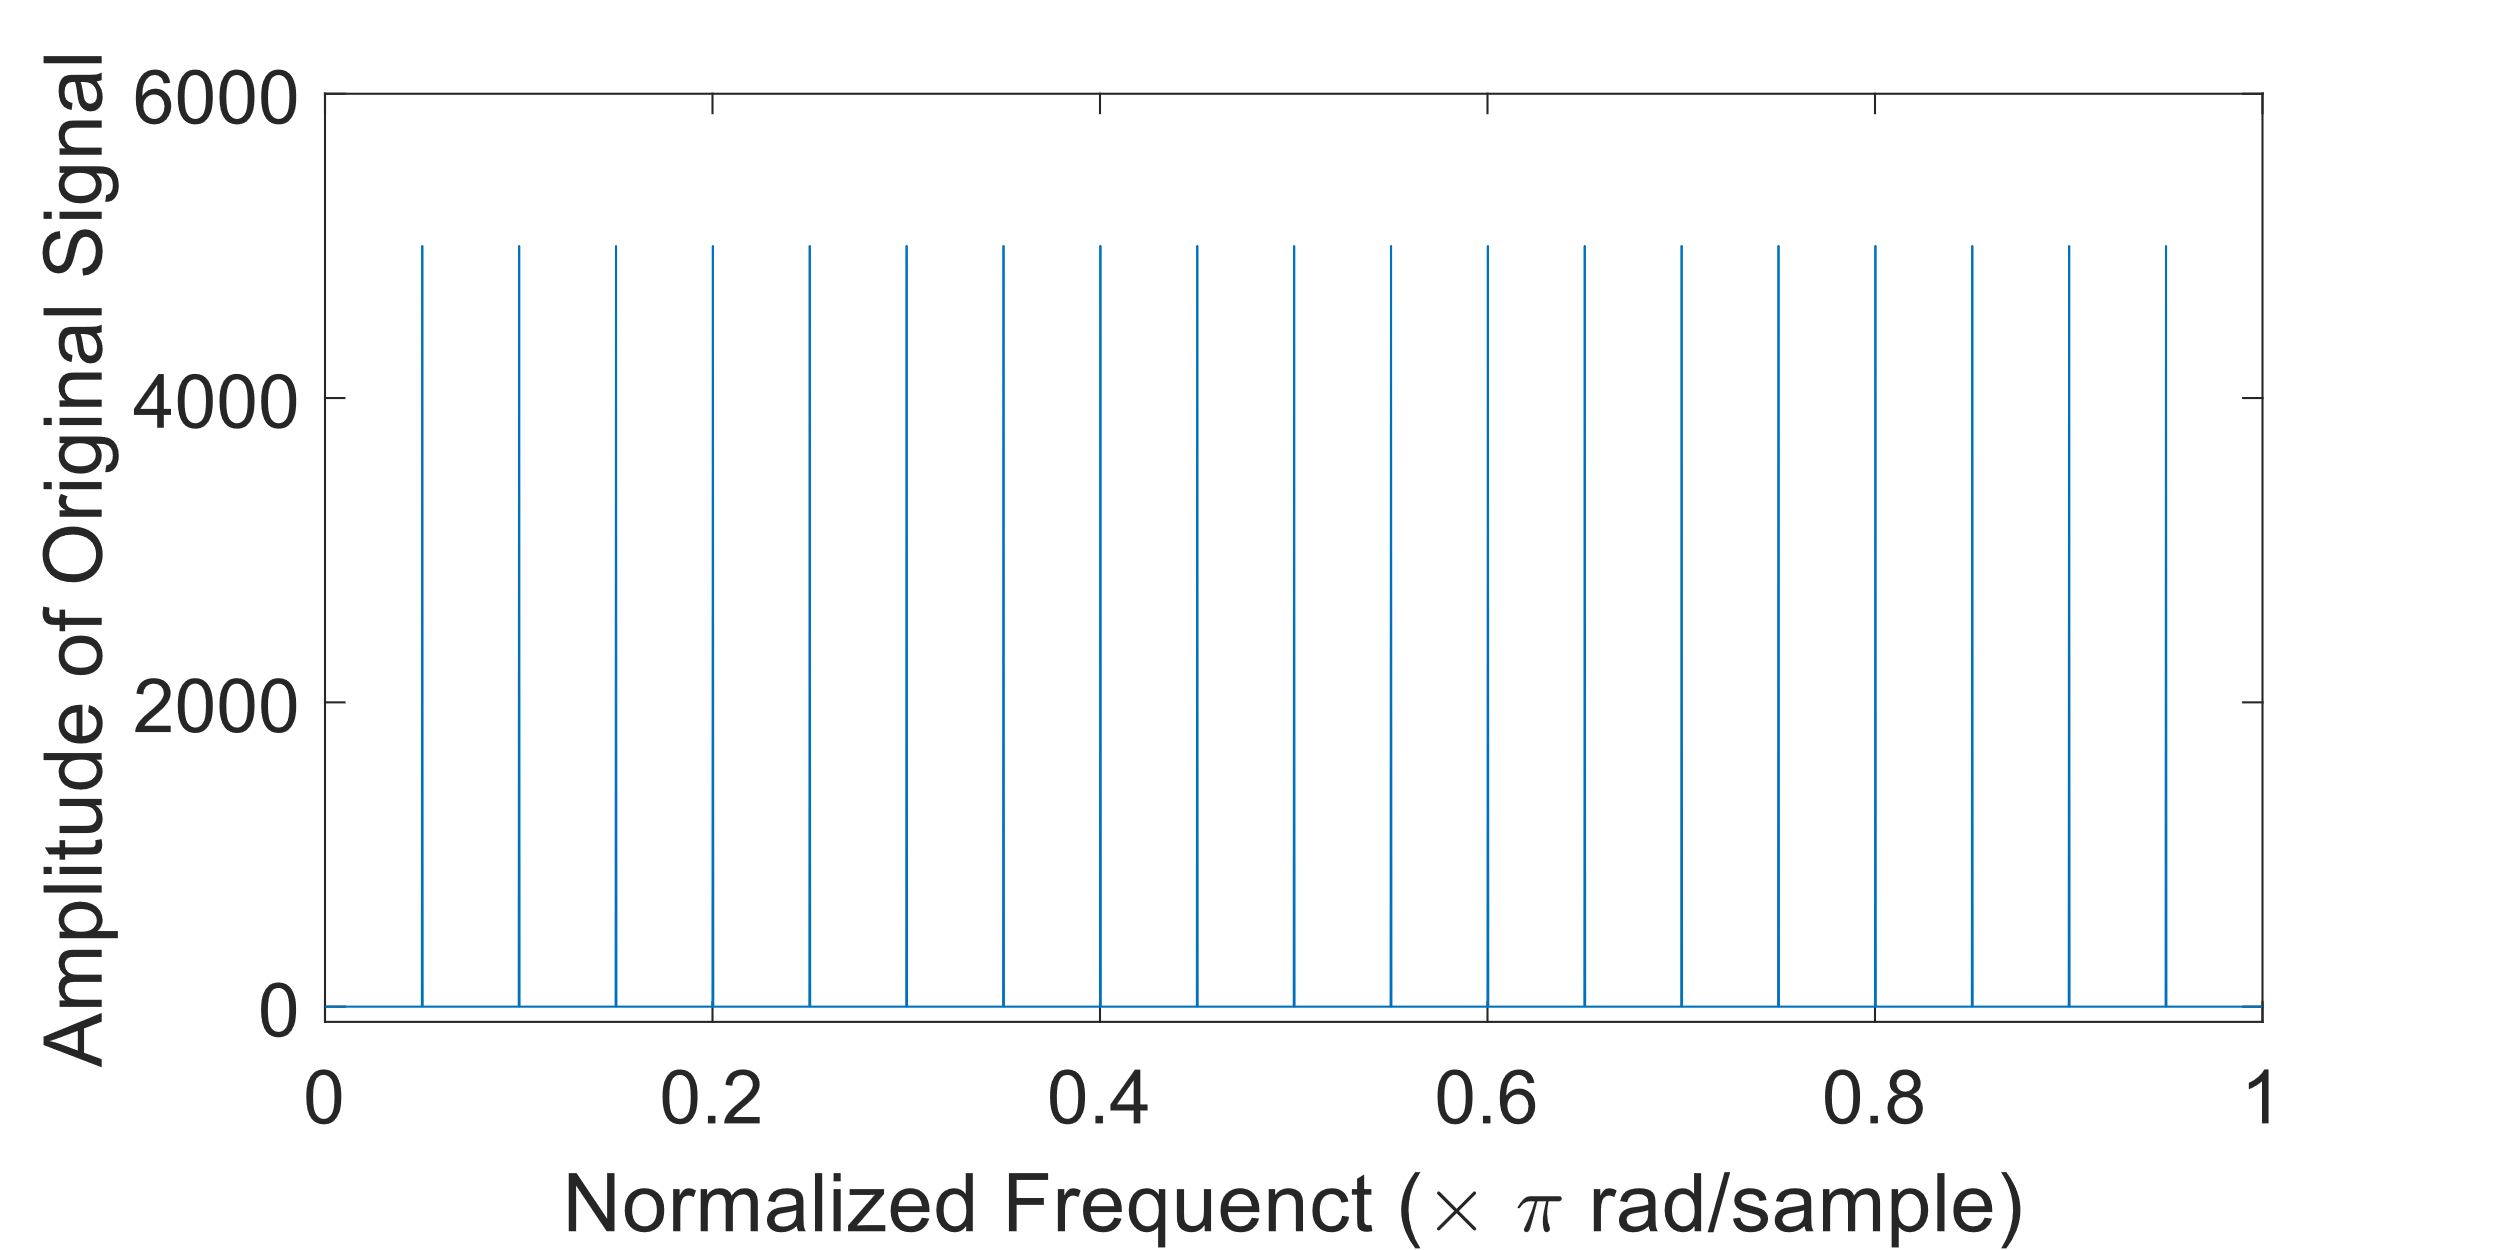 Amplitude of Original Signal
6000
4000
2000
0
0 0.2 0.4 0.6 0.8 1
Normalized Frequenct (× π rad/sample)